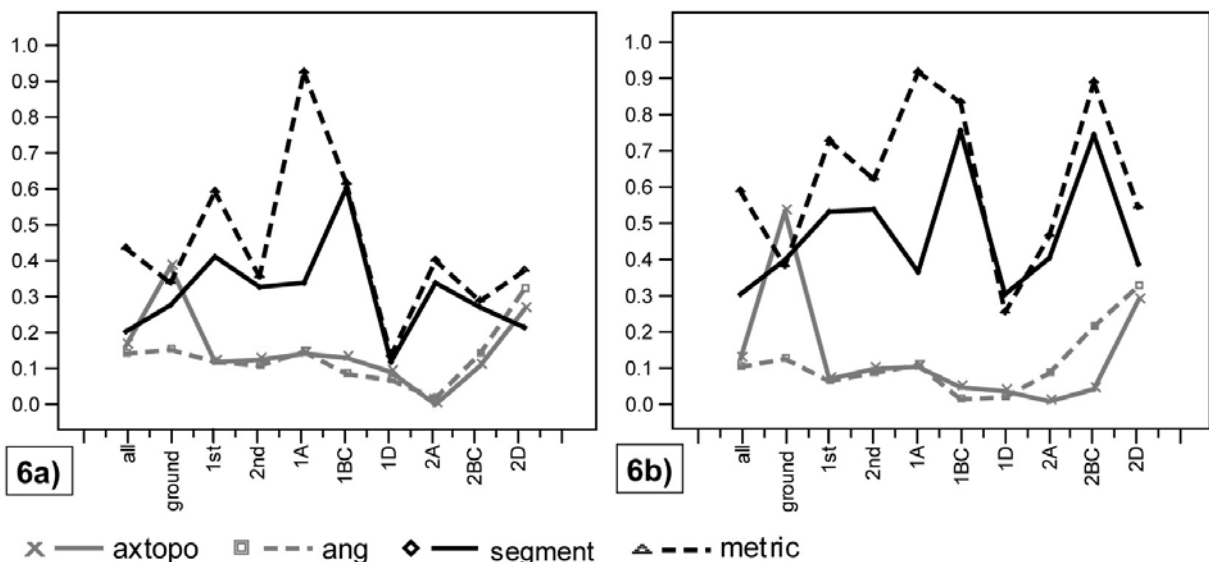 1.0
0.9
0.8
0.7
0.6
0.5
0.4
0.3
0.2
0.1
0.0
all
ground
1st
2nd
1A
1BC
1D
2A
2BC
2D
6a)
1.0
0.9
0.8
0.7
0.6
0.5
0.4
0.3
0.2
0.1
0.0
all
ground
1st
2nd
1A
1BC
1D
2A
2BC
2D
6b)
axtopo ang segment metric